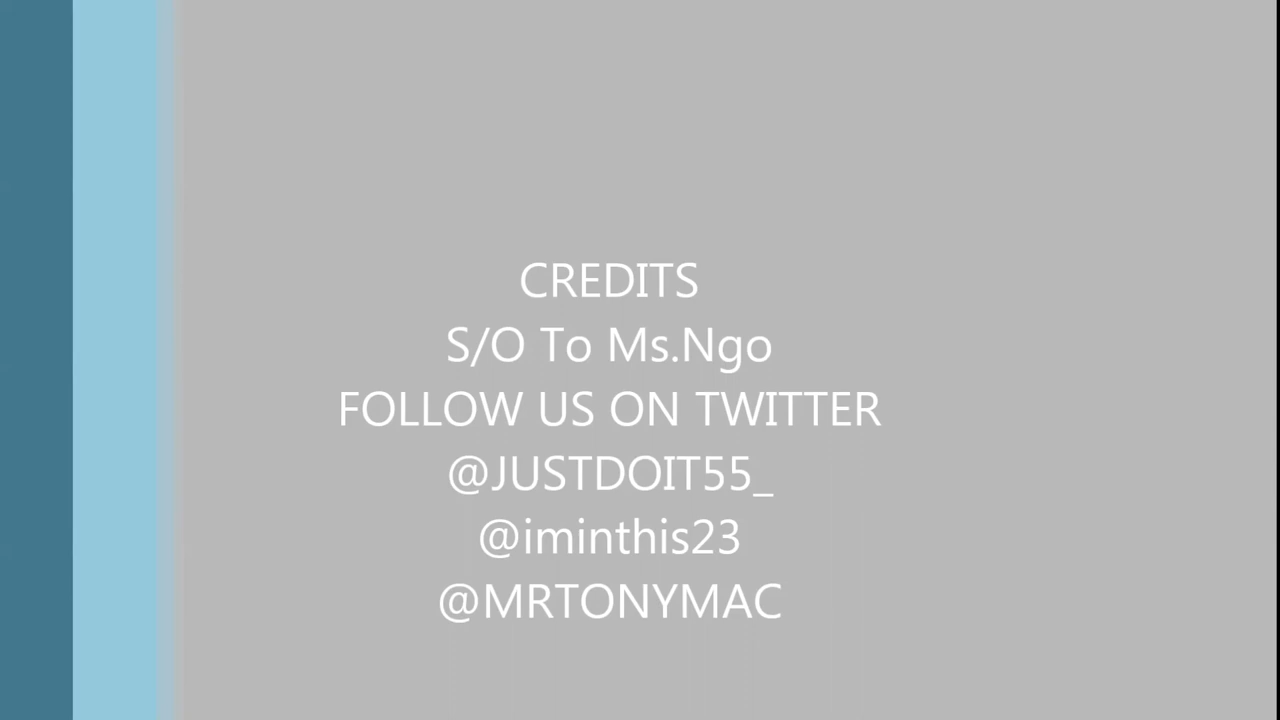 CREDITS
S/O To Ms.Ngo
FOLLOW US ON TWITTER
@JUSTDOIT55_
@iminthis23
@MRTONYMAC